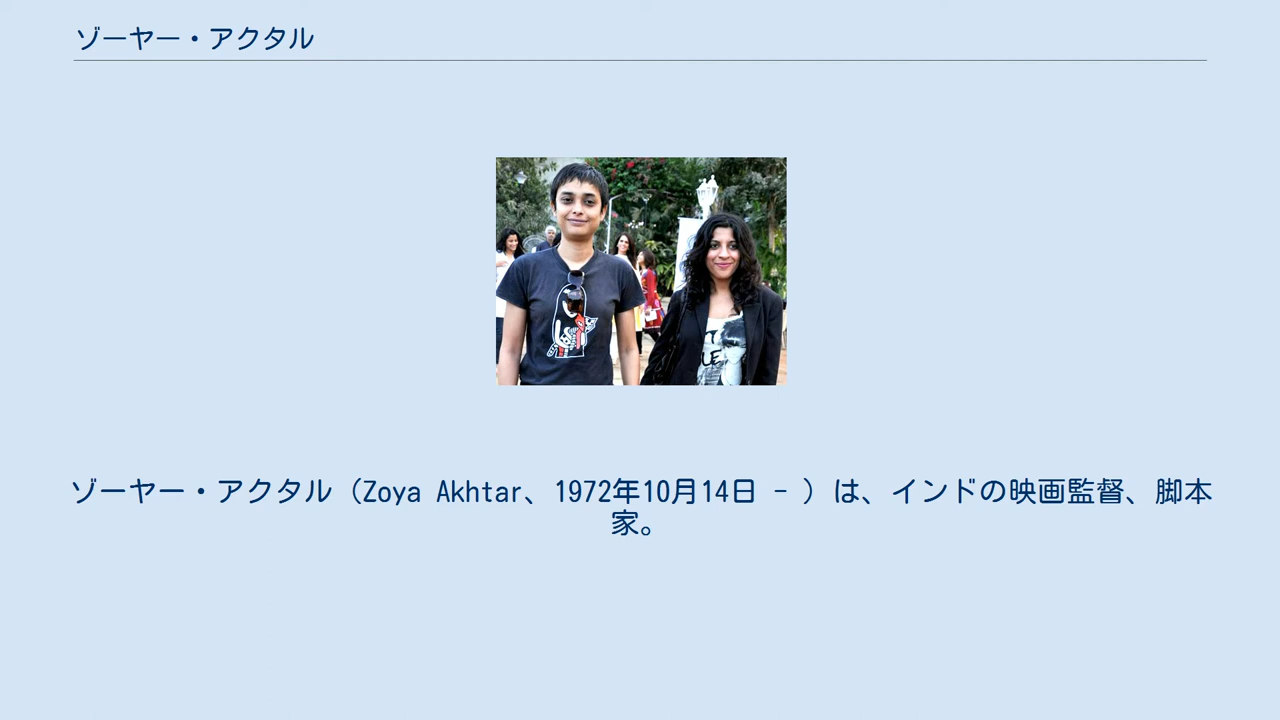 ゾーヤー・アクタル
ゾーヤー・アクタル（Zoya Akhtar、1972年10月14日 - ）は、インドの映画監督、脚本
家。